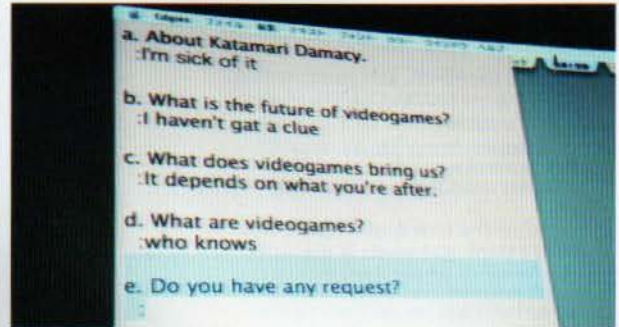 a. About Katamari Damacy.
:I'm sick of it
b. What is the future of videogames?
:I haven't gat a clue
c. What does videogames bring us?
:It depends on what you're after.
d. What are videogames?
:who knows
e. Do you have any request?
: